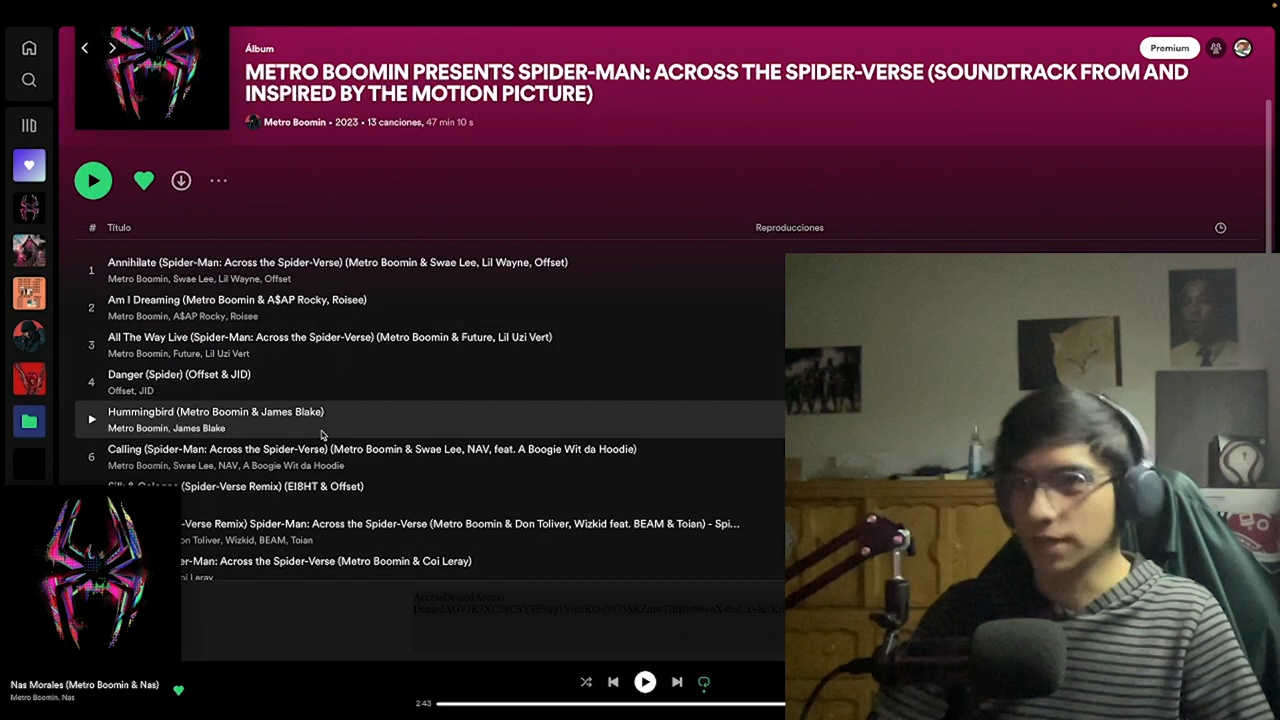 Álbum
Premium
METRO BOOMIN PRESENTS SPIDER-MAN: ACROSS THE SPIDER-VERSE (SOUNDTRACK FROM AND
INSPIRED BY THE MOTION PICTURE)
Metro Boomin • 2023 • 13 canciones, 47 min 10 s
# Título Reproducciones
1 Annihilate (Spider-Man: Across the Spider-Verse) (Metro Boomin & Swae Lee, Lil Wayne, Offset)
Metro Boomin, Swae Lee, Lil Wayne, Offset
2 Am I Dreaming (Metro Boomin & A$AP Rocky, Roisee)
Metro Boomin, A$AP Rocky, Roisee
3 All The Way Live (Spider-Man: Across the Spider-Verse) (Metro Boomin & Future, Lil Uzi Vert)
Metro Boomin, Future, Lil Uzi Vert
4 Danger (Spider) (Offset & JID)
Offset, JID
Hummingbird (Metro Boomin & James Blake)
Metro Boomin, James Blake
6 Calling (Spider-Man: Across the Spider-Verse) (Metro Boomin & Swae Lee, NAV, feat. A Boogie Wit da Hoodie)
Metro Boomin, Swae Lee, NAV, A Boogie Wit da Hoodie
(Spider-Verse Remix) (EI8HT & Offset)
-Verse Remix) Spider-Man: Across the Spider-Verse (Metro Boomin & Don Toliver, Wizkid feat. BEAM & Toian) - Spi...
on Toliver, Wizkid, BEAM, Toian
er-Man: Across the Spider-Verse (Metro Boomin & Coi Leray)
oi Leray
AccessDeniedAccess
Nas Morales (Metro Boomin & Nas)
Metro Boomin, Nas
2:43